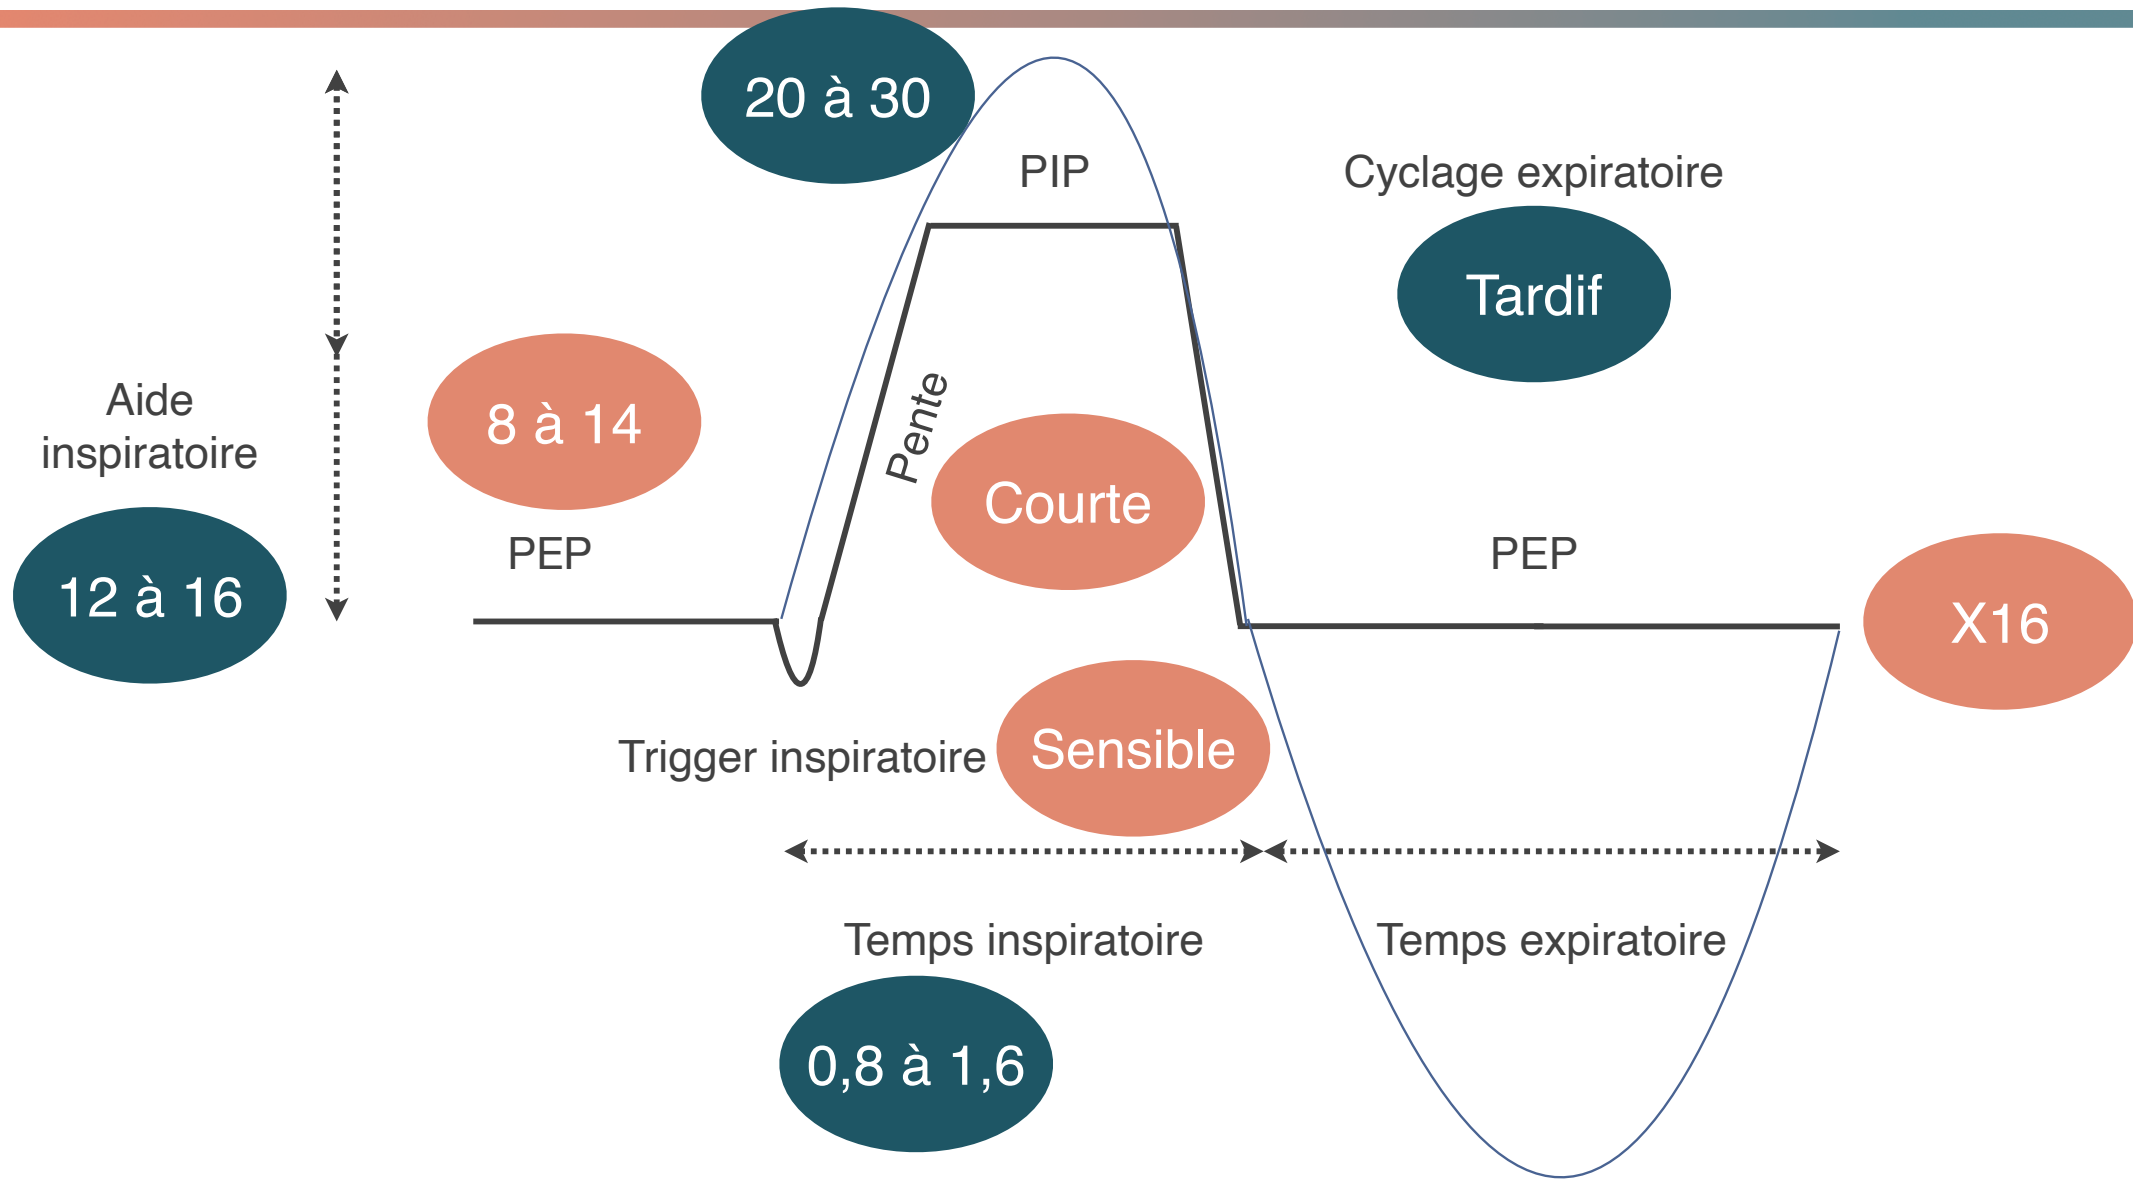 20 à 30
PIP
Cyclage expiratoire
Tardif
Aide
inspiratoire
8 à 14
Pente
Courte
PEP
PEP
12 à 16
X16
Trigger inspiratoire
Sensible
Temps inspiratoire
Temps expiratoire
0,8 à 1,6